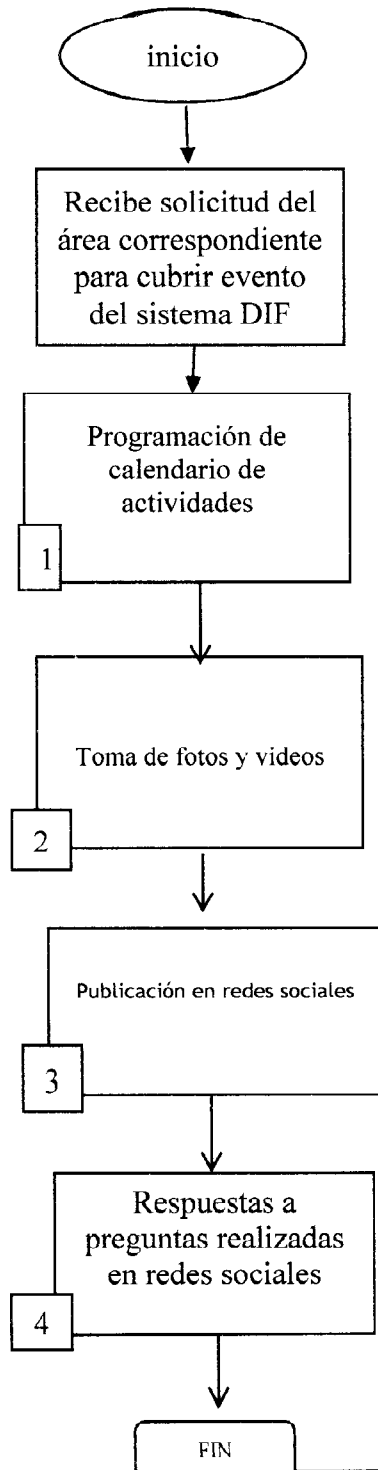 inicio
Recibe solicitud del
área correspondiente
para cubrir evento
del sistema DIF
Programación de
calendario de
actividades
1
Toma de fotos y videos
2
Publicación en redes sociales
3
Respuestas a
preguntas realizadas
en redes sociales
4
FIN